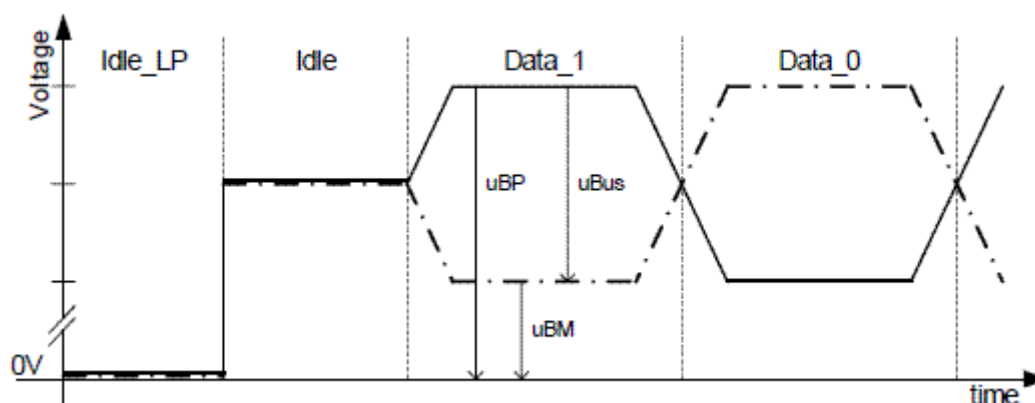 Voltage
Idle_LP
Idle
Data_1
Data_0
uBP
uBus
uBM
0V
time